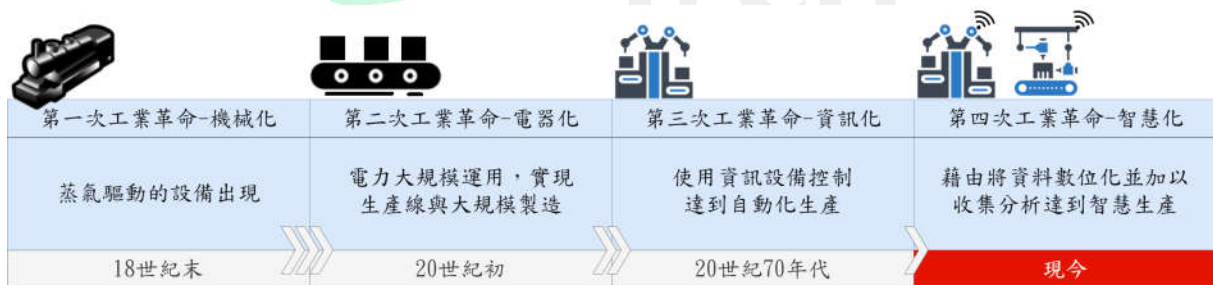 第一次工業革命-機械化
第二次工業革命-電器化
第三次工業革命-資訊化
第四次工業革命-智慧化
蒸氣驅動的設備出現
電力大規模運用，實現
生產線與大規模製造
使用資訊設備控制
達到自動化生產
藉由將資料數位化並加以
收集分析達到智慧生產
18世紀末
20世紀初
20世紀70年代
現今